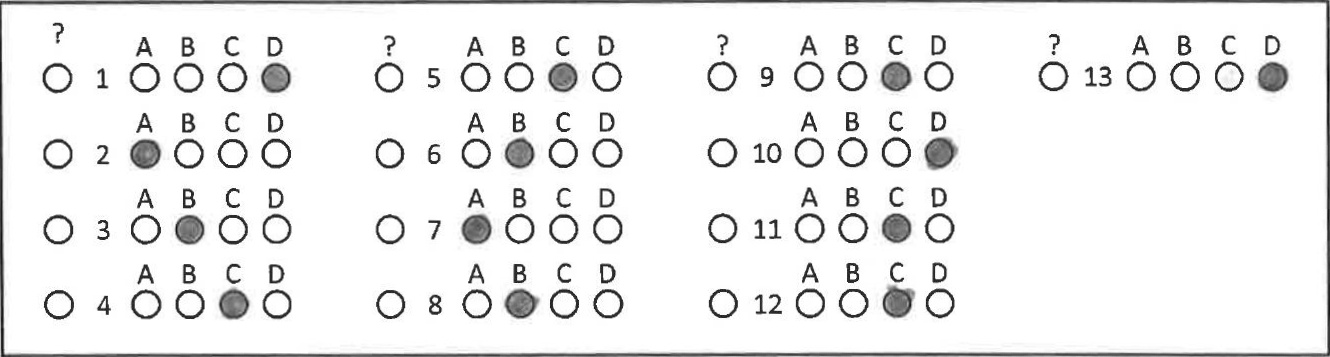 ? A B C D ? A B C D ? A B C D ? A B C D
1 5 9 13
A B C D A B C D A B C D
2 6 10
A B C D A B C D A B C D
3 7 11
A B C D A B C D A B C D
4 8 12